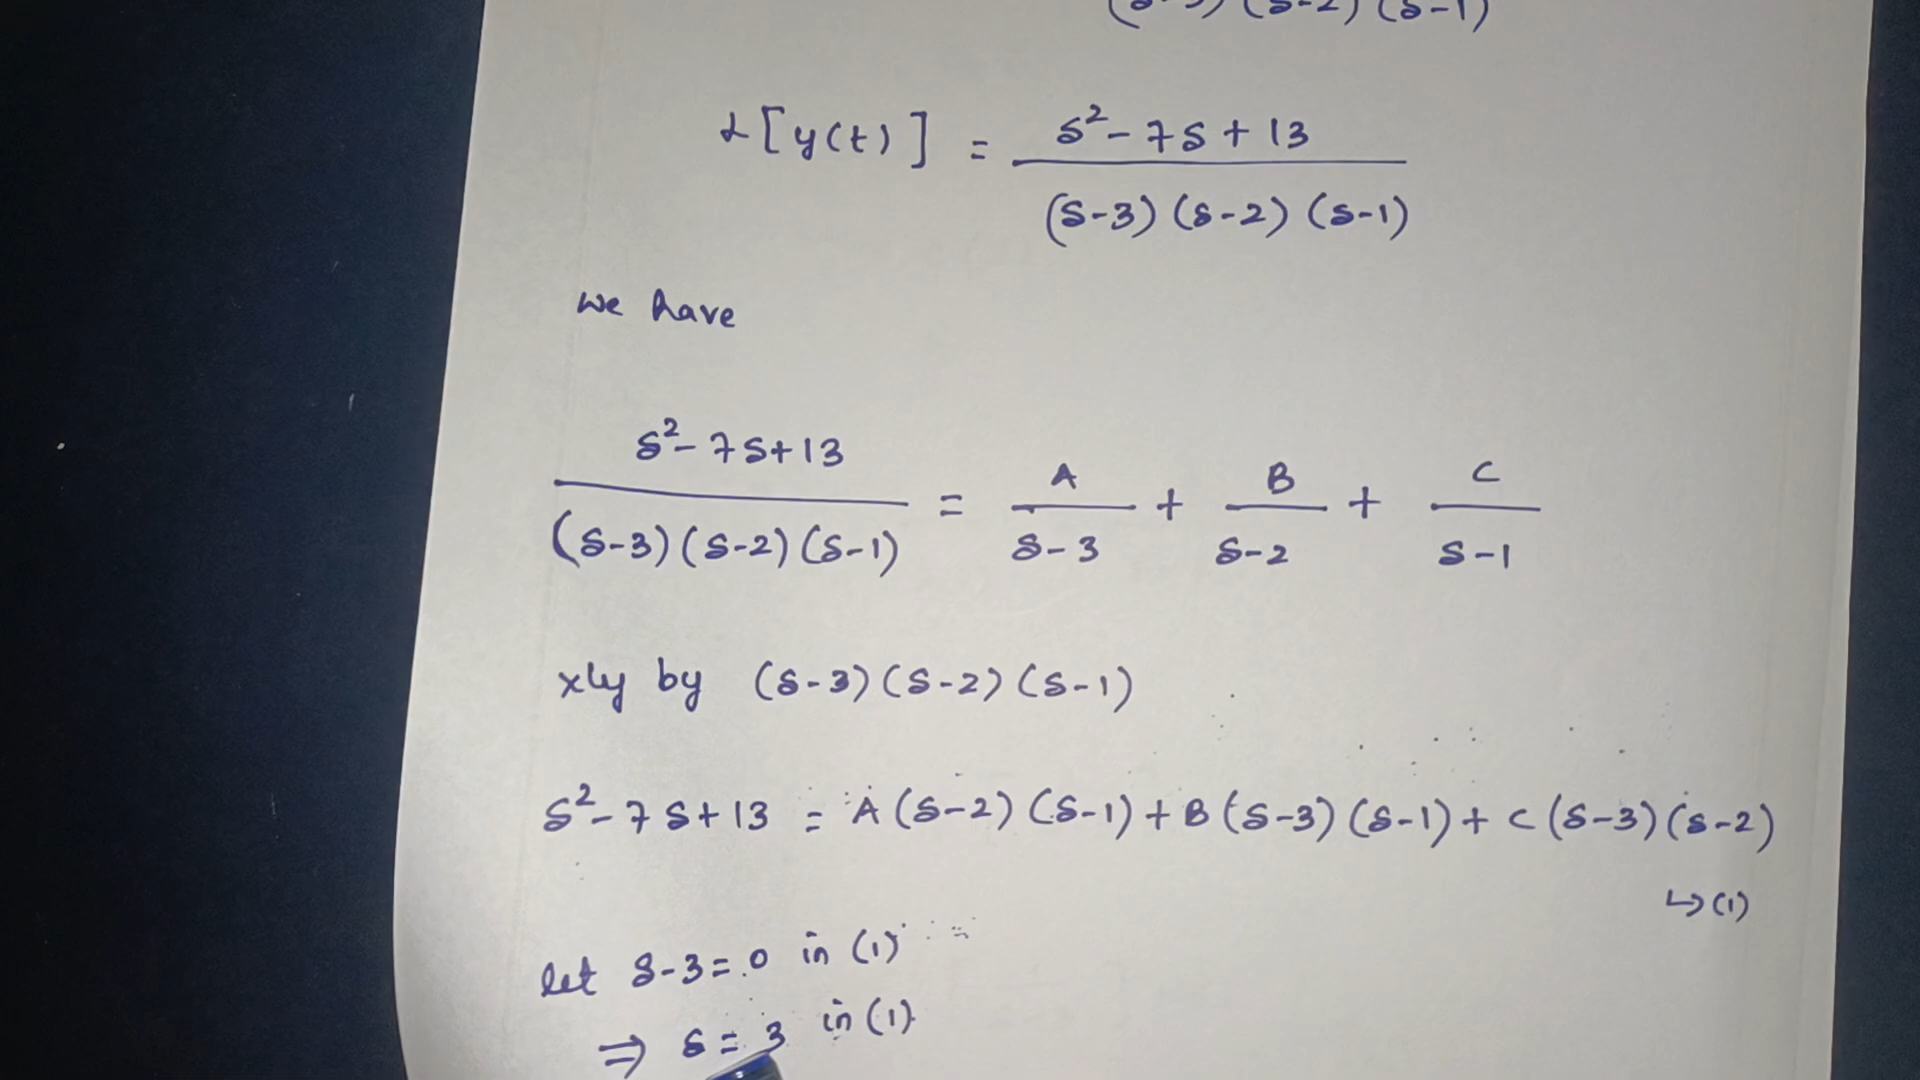 (s-2) (s-1)
L[y(t)] = s²-7s+13
(s-3)(s-2)(s-1)
we have
s²-7s+13 / (s-3)(s-2)(s-1) = A / s-3 + B / s-2 + C / s-1
xly by (s-3)(s-2)(s-1)
s²-7s+13 = A(s-2)(s-1)+B(s-3)(s-1)+C(s-3)(s-2)
↳(1)
let s-3=0 in (1)
⇒ s=3 in (1)